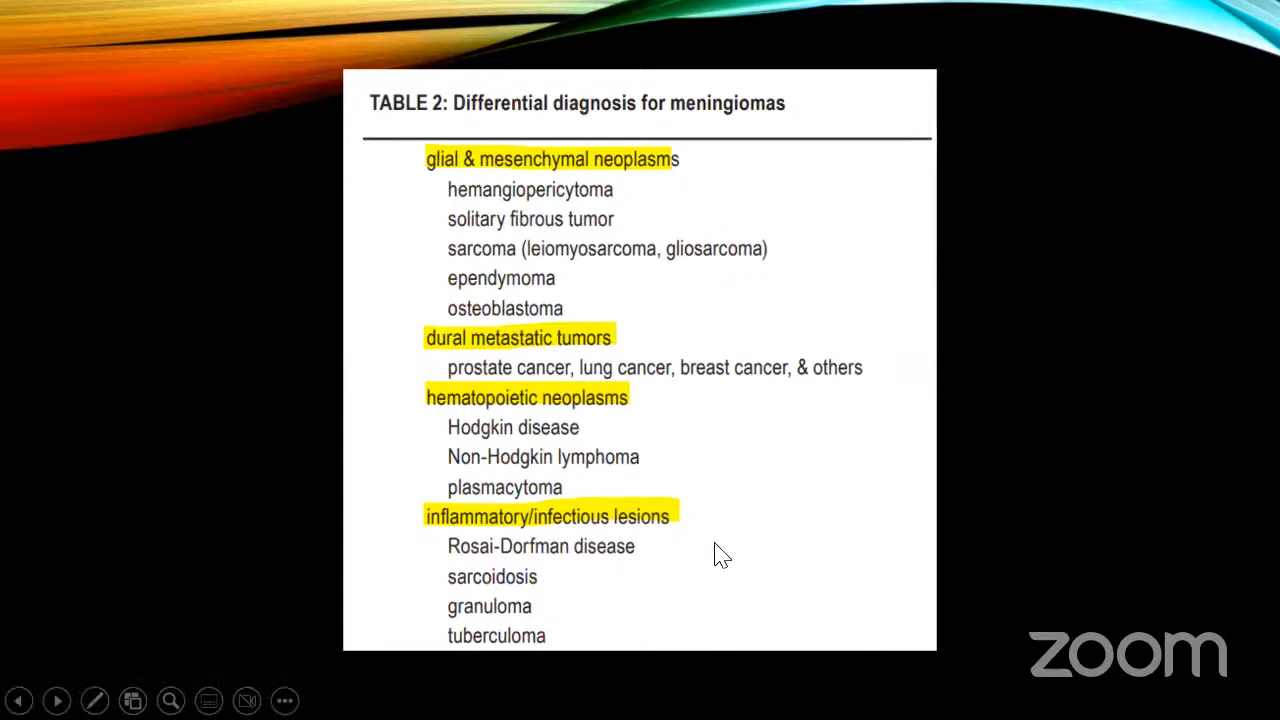 TABLE 2: Differential diagnosis for meningiomas
glial & mesenchymal neoplasms
hemangiopericytoma
solitary fibrous tumor
sarcoma (leiomyosarcoma, gliosarcoma)
ependymoma
osteoblastoma
dural metastatic tumors
prostate cancer, lung cancer, breast cancer, & others
hematopoietic neoplasms
Hodgkin disease
Non-Hodgkin lymphoma
plasmacytoma
inflammatory/infectious lesions
Rosai-Dorfman disease
sarcoidosis
granuloma
tuberculoma
zoom